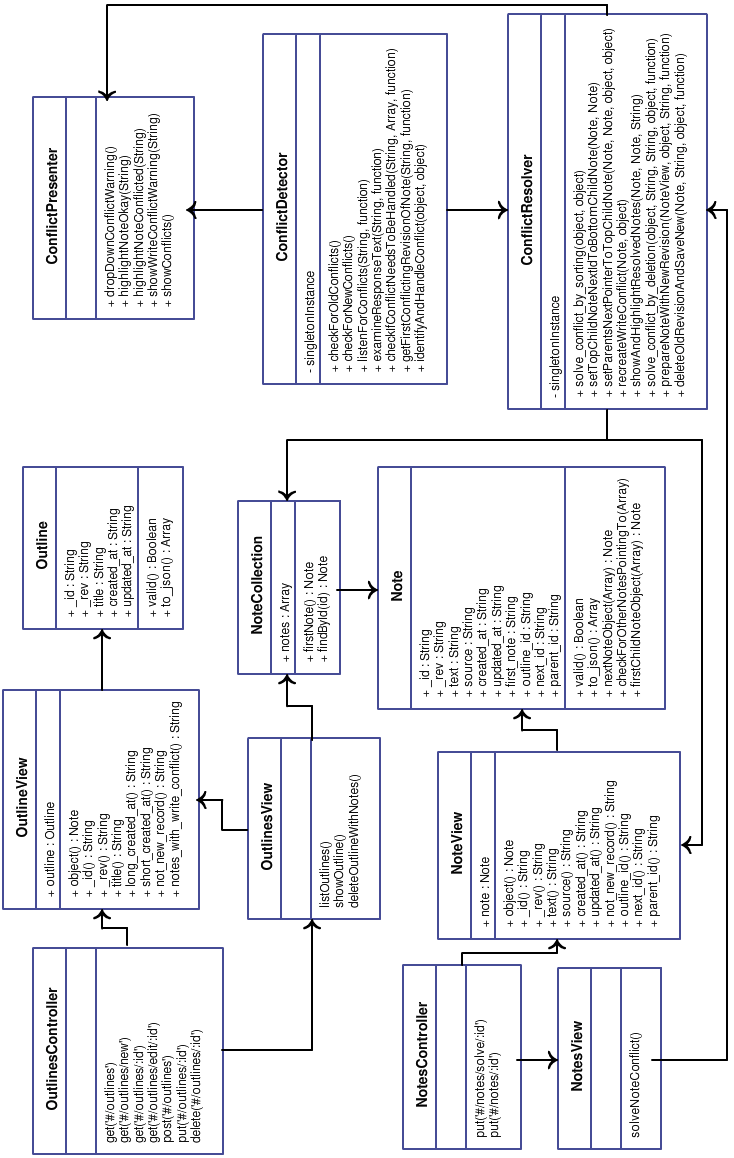 OutlinesController
get('#/outlines')
get('#/outlines/new')
get('#/outlines/:id')
get('#/outlines/edit/:id')
post('#/outlines')
put('#/outlines/:id')
delete('#/outlines/:id')
OutlineView
+ outline : Outline
+ object() : Note
+ _id() : String
+ _rev() : String
+ title() : String
+ long_created_at() : String
+ short_created_at() : String
+ not_new_record() : String
+ notes_with_write_conflict() : String
Outline
+ _id : String
+ _rev : String
+ title : String
+ created_at : String
+ updated_at : String
+ valid() : Boolean
+ to_json() : Array
ConflictPresenter
+ dropDownConflictWarning()
+ highlightNoteOkay(String)
+ highlightNoteConflicted(String)
+ showWriteConflictWarning(String)
+ showConflicts()
OutlinesView
listOutlines()
showOutline()
deleteOutlineWithNotes()
NoteCollection
+ notes : Array
+ firstNote() : Note
+ findById(id) : Note
ConflictDetector
- singletonInstance
+ checkForOldConflicts()
+ checkForNewConflicts()
+ listenForConflicts(String, function)
+ examineResponseText(String, function)
+ checkIfConflictNeedsToBeHandled(String, Array, function)
+ getFirstConflictingRevisionOfNote(String, function)
+ identifyAndHandleConflict(object, object)
NotesController
put('#/notes/solve/:id')
put('#/notes/:id')
NoteView
+ note : Note
+ object() : Note
+ _id() : String
+ _rev() : String
+ text() : String
+ source() : String
+ created_at() : String
+ updated_at() : String
+ not_new_record() : String
+ outline_id() : String
+ next_id() : String
+ parent_id() : String
Note
+ _id : String
+ _rev : String
+ text : String
+ source : String
+ created_at : String
+ updated_at : String
+ first_note : String
+ outline_id : String
+ next_id : String
+ parent_id : String
+ valid() : Boolean
+ to_json() : Array
+ nextNoteObject(Array) : Note
+ checkForOtherNotesPointingTo(Array)
+ firstChildNoteObject(Array) : Note
ConflictResolver
- singletonInstance
+ solve_conflict_by_sorting(object, object)
+ setTopChildNoteNextIdToBottomChildNote(Note, Note)
+ setParentsNextPointerToTopChildNote(Note, Note, object, object)
+ recreateWriteConflict(Note, object)
+ showAndHighlightResolvedNotes(Note, Note, String)
+ solve_conflict_by_deletion(object, String, String, object, function)
+ prepareNoteWithNewRevision(NoteView, object, String, function)
+ deleteOldRevisionAndSaveNew(Note, String, object, function)
NotesView
solveNoteConflict()